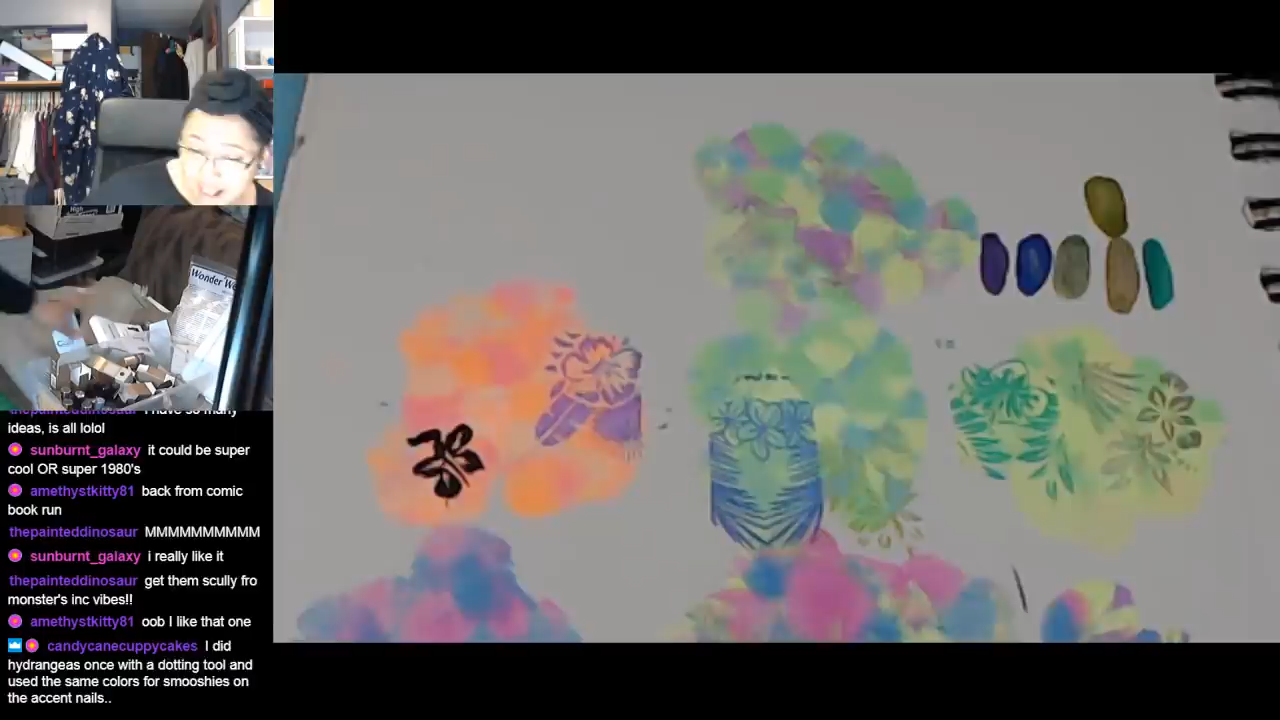 Wonder We
ideas, is all lolol
sunburnt_galaxy it could be super
cool OR super 1980's
amethystkitty81 back from comic
book run
thepainteddinosaur MMMMMMMMMM
sunburnt_galaxy i really like it
thepainteddinosaur get them scully fro
monster's inc vibes!!
amethystkitty81 oob I like that one
candycanecuppycakes I did
hydrangeas once with a dotting tool and
used the same colors for smooshies on
the accent nails..